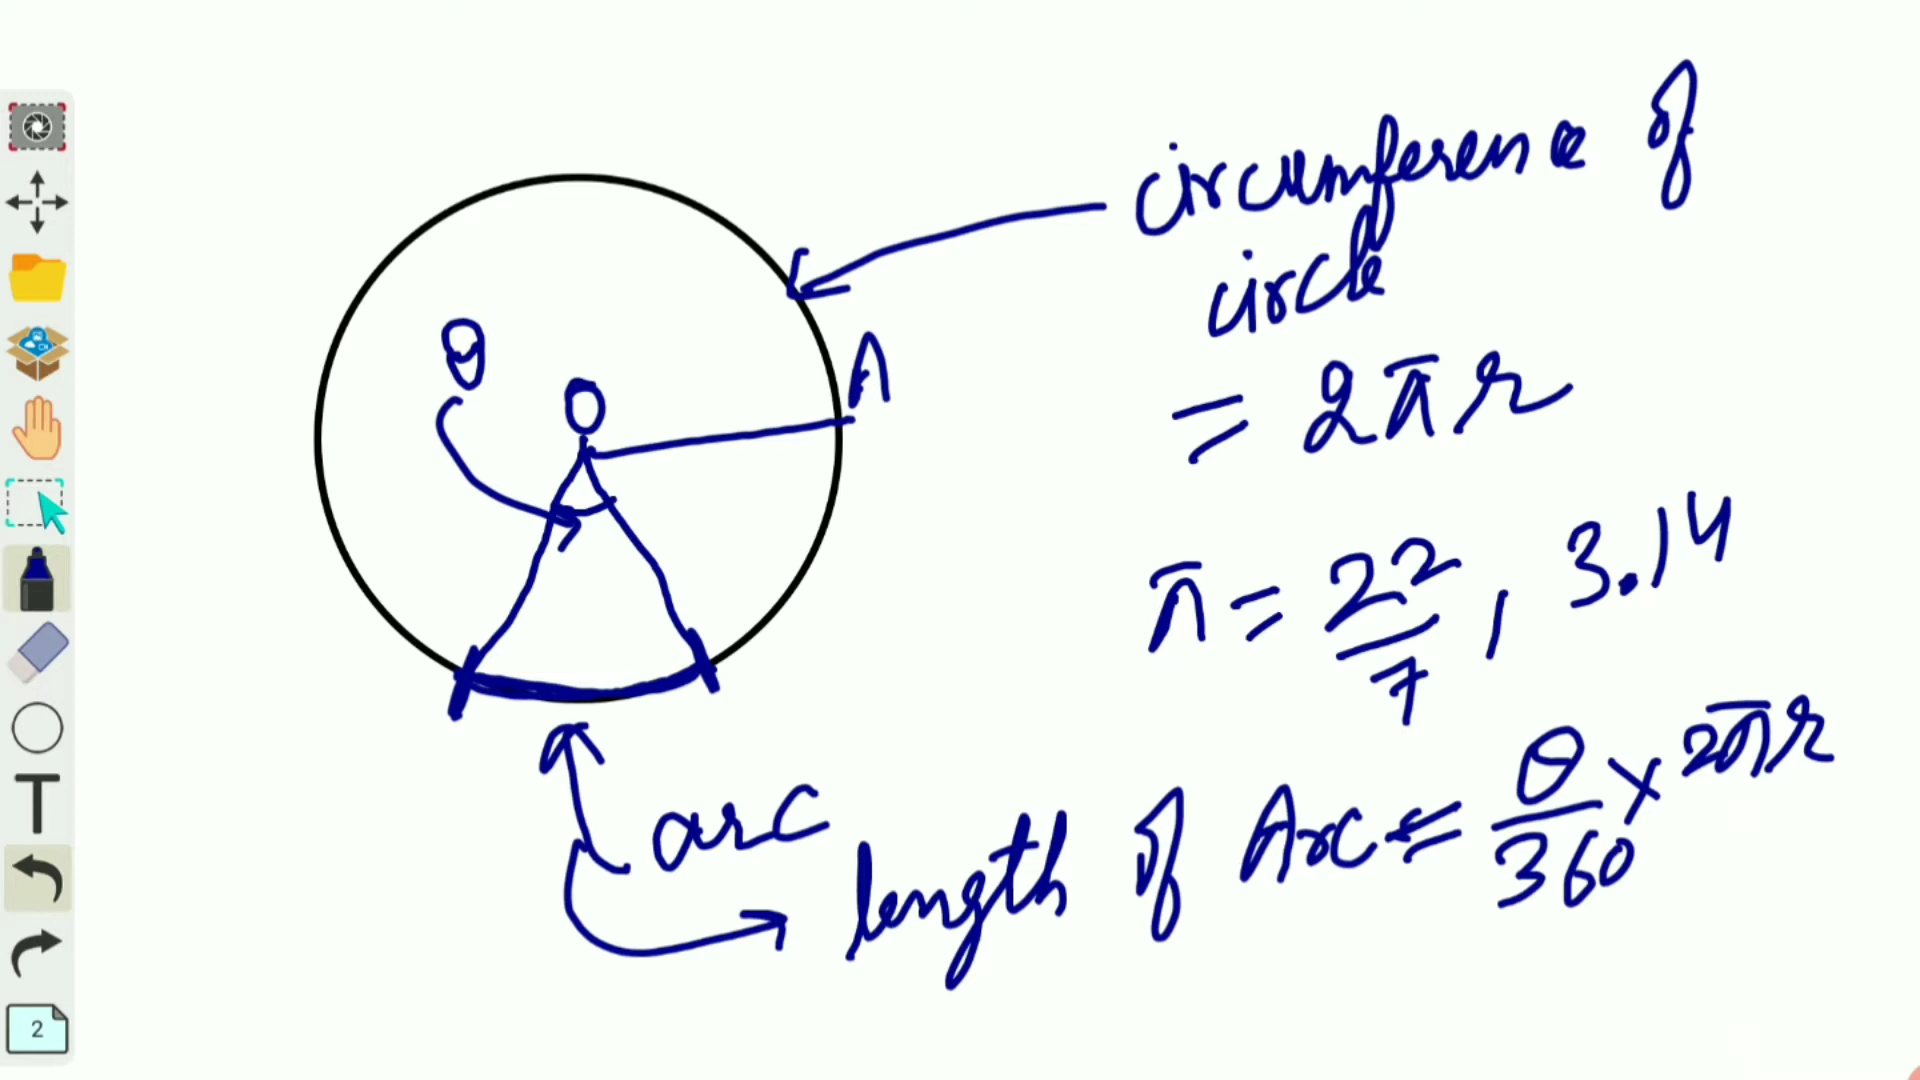 circumference of
circle
= 2πr
θ
O
A
π = 22/7, 3.14
arc
length of Arc = θ/360 × 2πr
T
2